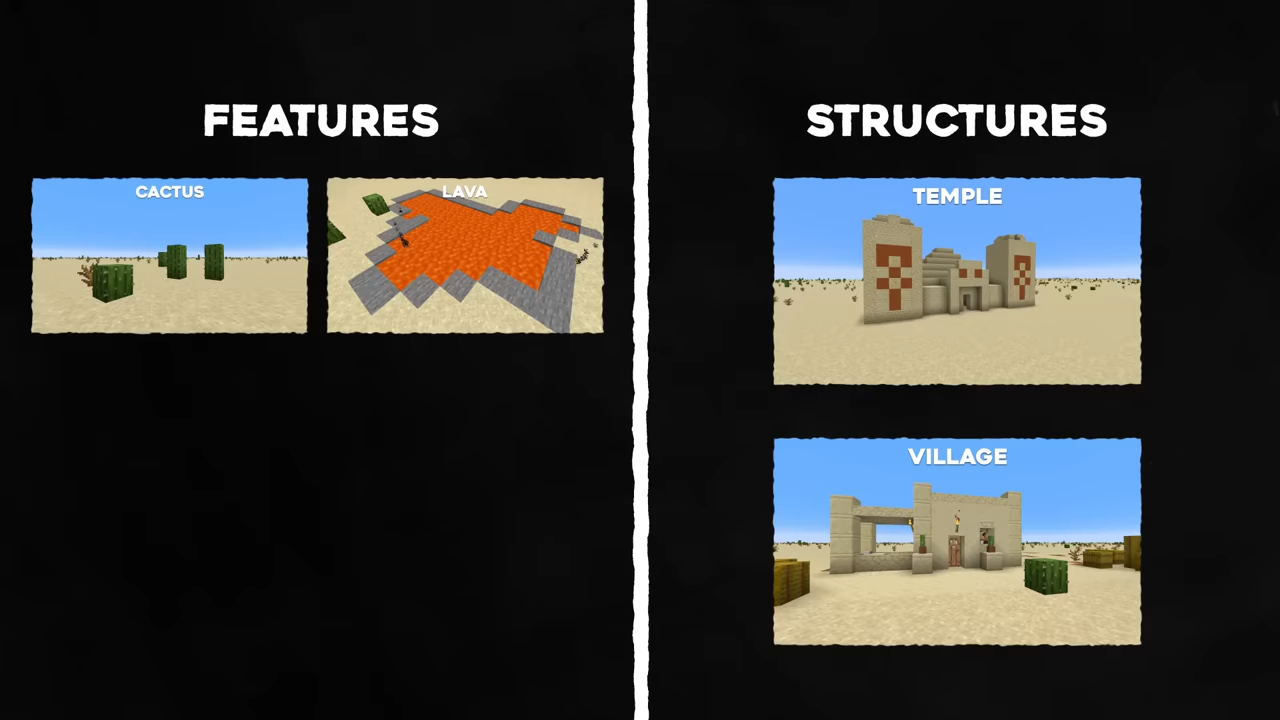 FEATURES
CACTUS
LAVA
STRUCTURES
TEMPLE
VILLAGE